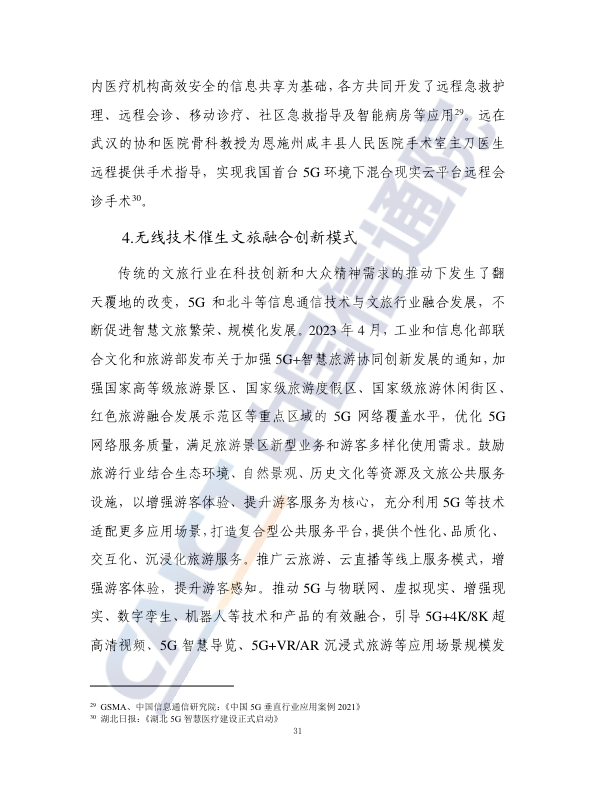 内医疗机构高效安全的信息共享为基础，各方共同开发了远程急救护
理、远程会诊、移动诊疗、社区急救指导及智能病房等应用29。远在
武汉的协和医院骨科教授为恩施州咸丰县人民医院手术室主刀医生
远程提供手术指导，实现我国首台 5G 环境下混合现实云平台远程会
诊手术30。
4.无线技术催生文旅融合创新模式
传统的文旅行业在科技创新和大众精神需求的推动下发生了翻
天覆地的改变，5G 和北斗等信息通信技术与文旅行业融合发展，不
断促进智慧文旅繁荣、规模化发展。2023 年 4 月，工业和信息化部联
合文化和旅游部发布关于加强 5G+智慧旅游协同创新发展的通知，加
强国家高等级旅游景区、国家级旅游度假区、国家级旅游休闲街区、
红色旅游融合发展示范区等重点区域的 5G 网络覆盖水平，优化 5G
网络服务质量，满足旅游景区新型业务和游客多样化使用需求。鼓励
旅游行业结合生态环境、自然景观、历史文化等资源及文旅公共服务
设施，以增强游客体验、提升游客服务为核心，充分利用 5G 等技术
适配更多应用场景，打造复合型公共服务平台，提供个性化、品质化、
交互化、沉浸化旅游服务。推广云旅游、云直播等线上服务模式，增
强游客体验，提升游客感知。推动 5G 与物联网、虚拟现实、增强现
实、数字孪生、机器人等技术和产品的有效融合，引导 5G+4K/8K 超
高清视频、5G 智慧导览、5G+VR/AR 沉浸式旅游等应用场景规模发
29 GSMA、中国信息通信研究院：《中国 5G 垂直行业应用案例 2021》
30 湖北日报：《湖北 5G 智慧医疗建设正式启动》
31
CAICT 中国信通院